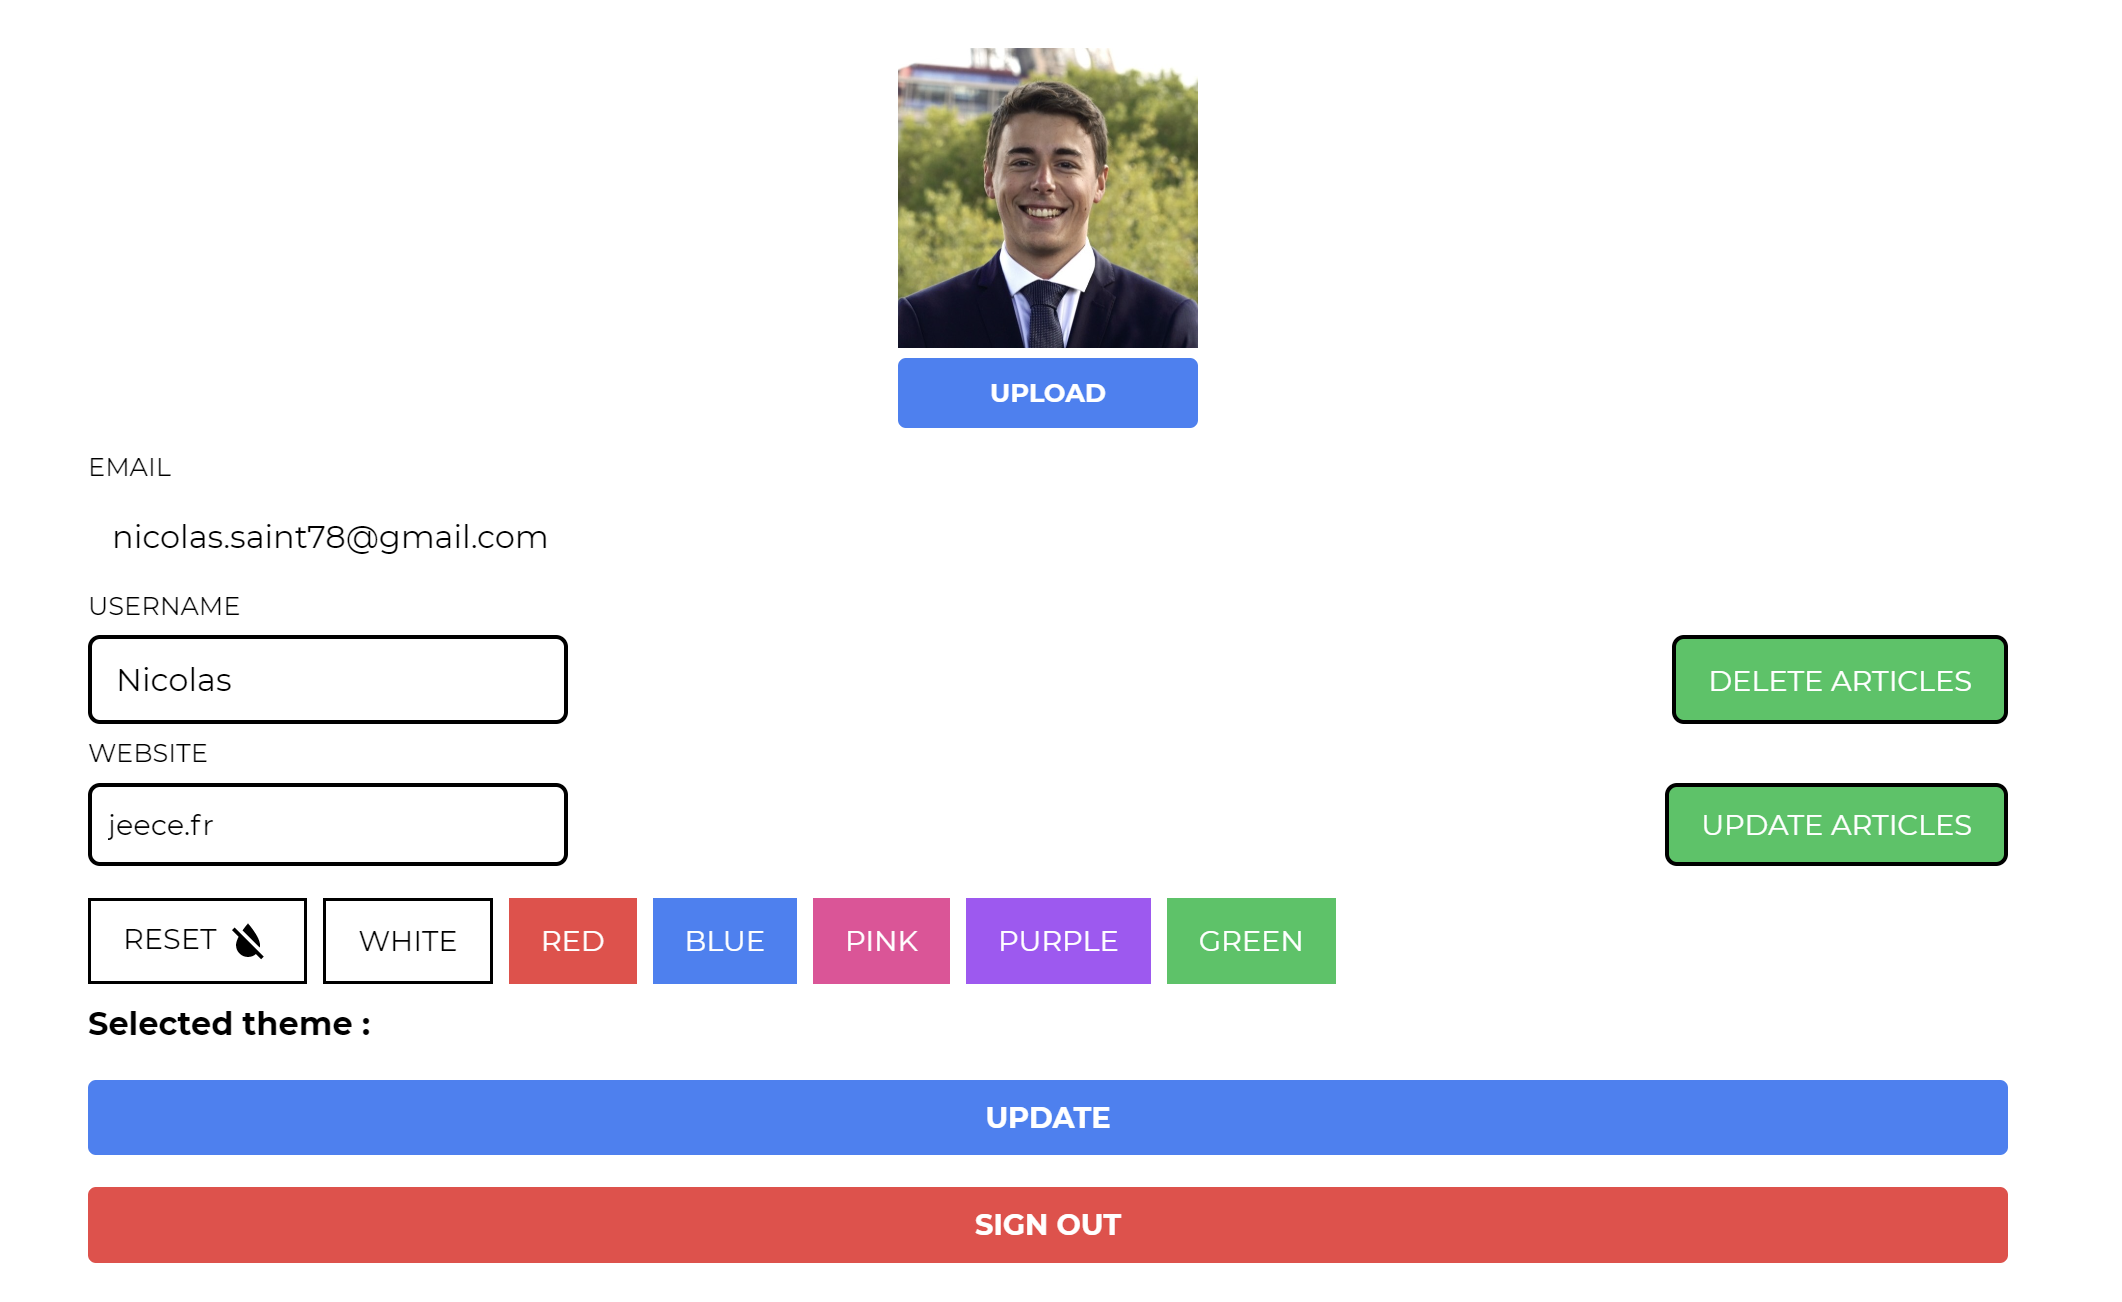 UPLOAD
EMAIL
nicolas.saint78@gmail.com
USERNAME
Nicolas
DELETE ARTICLES
WEBSITE
jeece.fr
UPDATE ARTICLES
RESET WHITE RED BLUE PINK PURPLE GREEN
Selected theme :
UPDATE
SIGN OUT